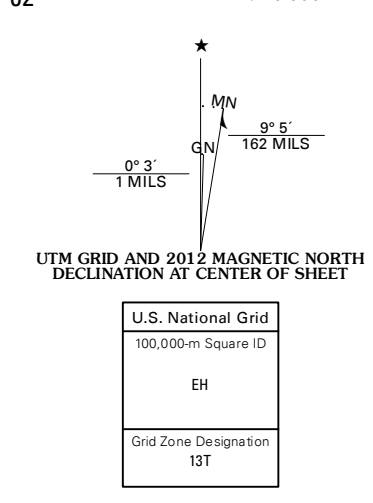 ★
MN
GN
9° 5´
162 MILS
0° 3´
1 MILS
UTM GRID AND 2012 MAGNETIC NORTH
DECLINATION AT CENTER OF SHEET
U.S. National Grid
100,000-m Square ID
EH
Grid Zone Designation
13T